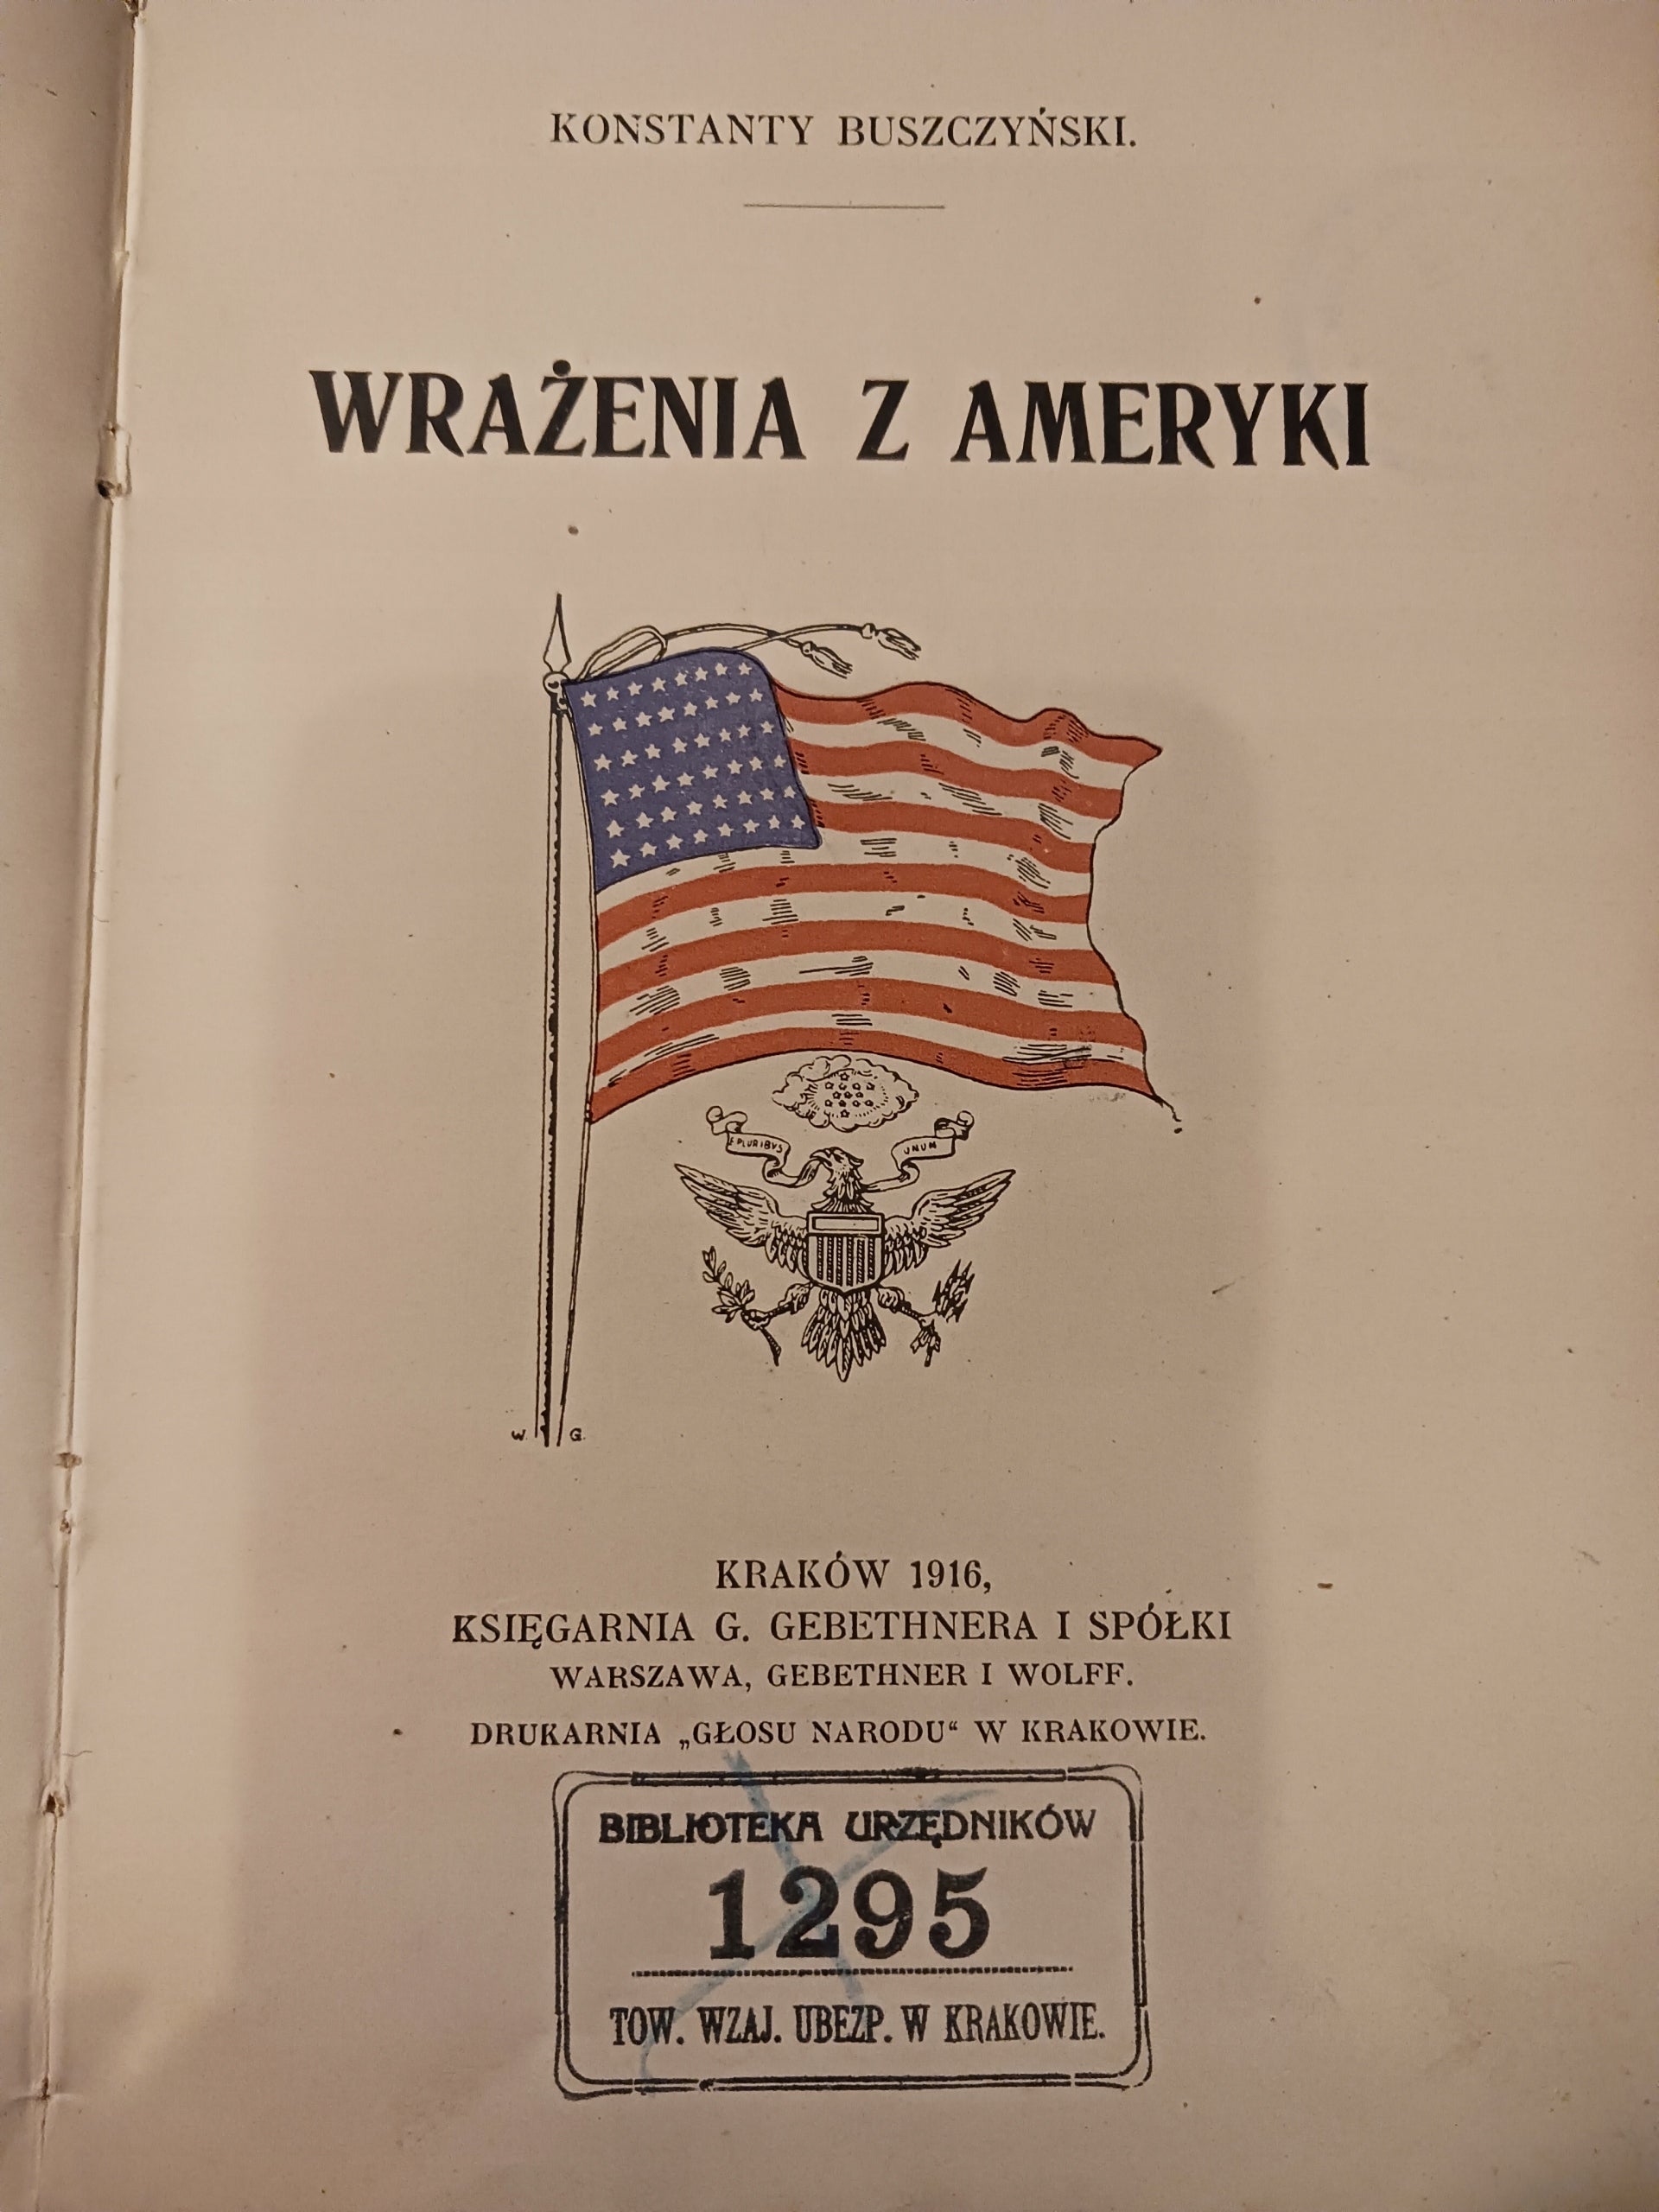 KONSTANTY BUSZCZYŃSKI.
WRAŻENIA Z AMERYKI
E PLURIBVS UNUM
W. G.
KRAKÓW 1916,
KSIĘGARNIA G. GEBETHNERA I SPÓŁKI
WARSZAWA, GEBETHNER I WOLFF.
DRUKARNIA „GŁOSU NARODU“ W KRAKOWIE.
BIBLIOTEKA URZĘDNIKÓW
1295
TOW. WZAJ. UBEZP. W KRAKOWIE.